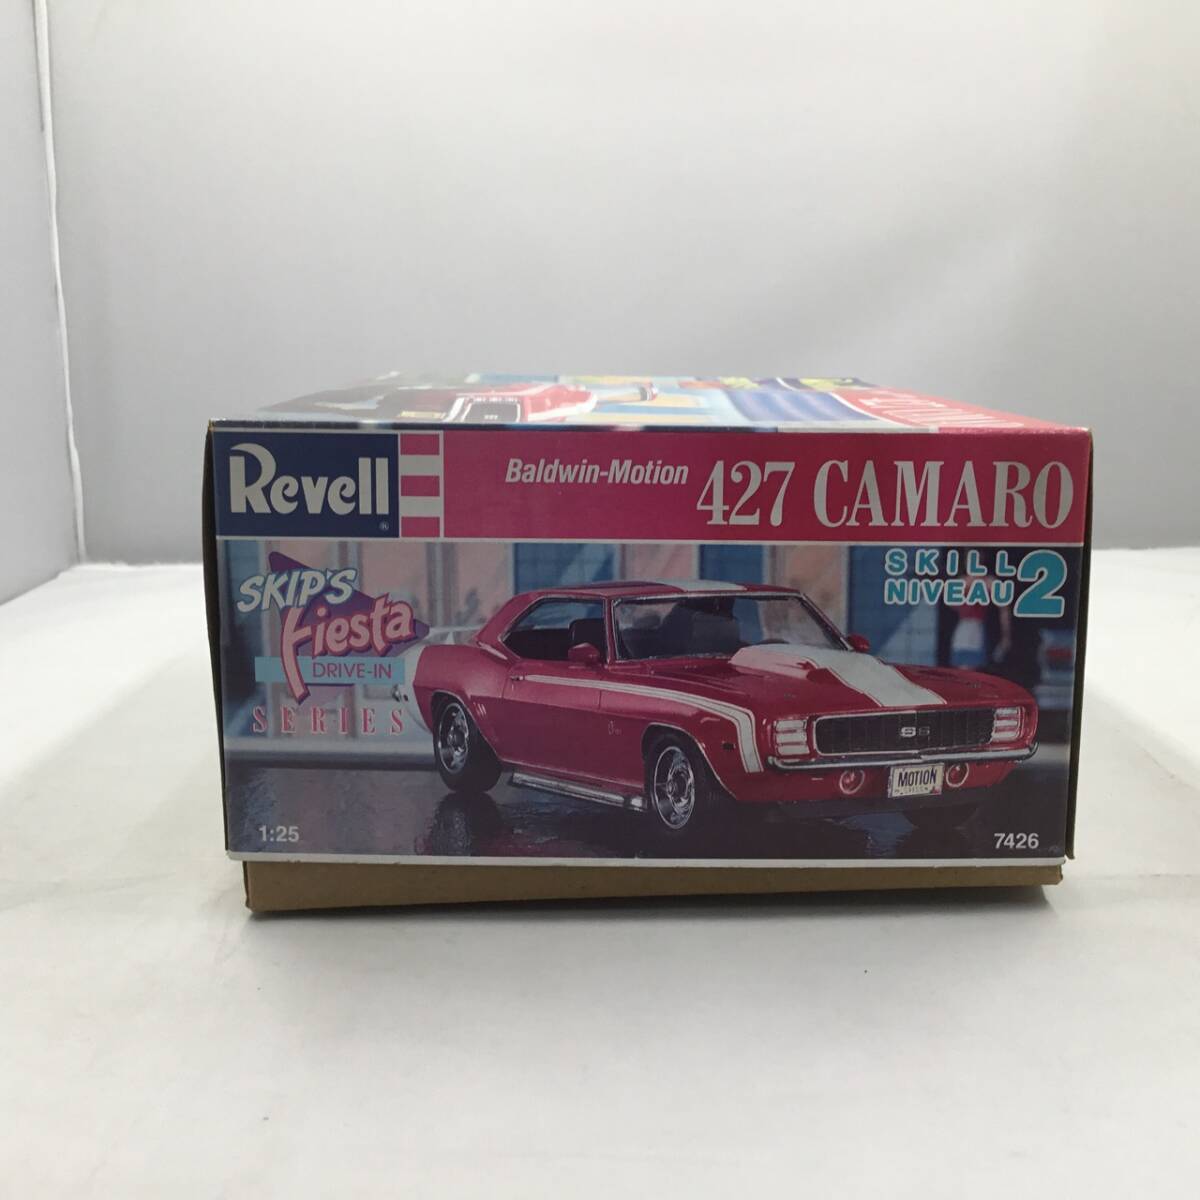 Revell®
Baldwin-Motion 427 CAMARO
SKILL
NIVEAU 2
SKIP'S
Fiesta
DRIVE-IN
SERIES
SS
MOTION
1:25
7426